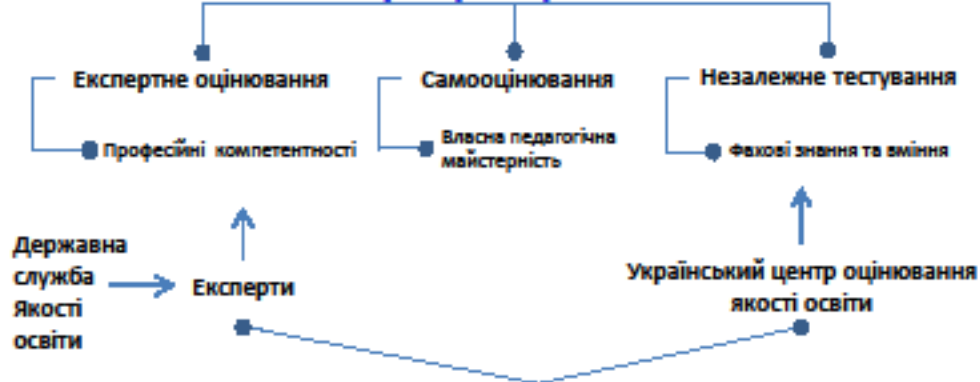 Експертне оцінювання
Самооцінювання
Незалежне тестування
Професійні компетентності
Власна педагогічна
майстерність
Фахові знання та вміння
Державна
служба
Якості
освіти
Експерти
Український центр оцінювання
якості освіти